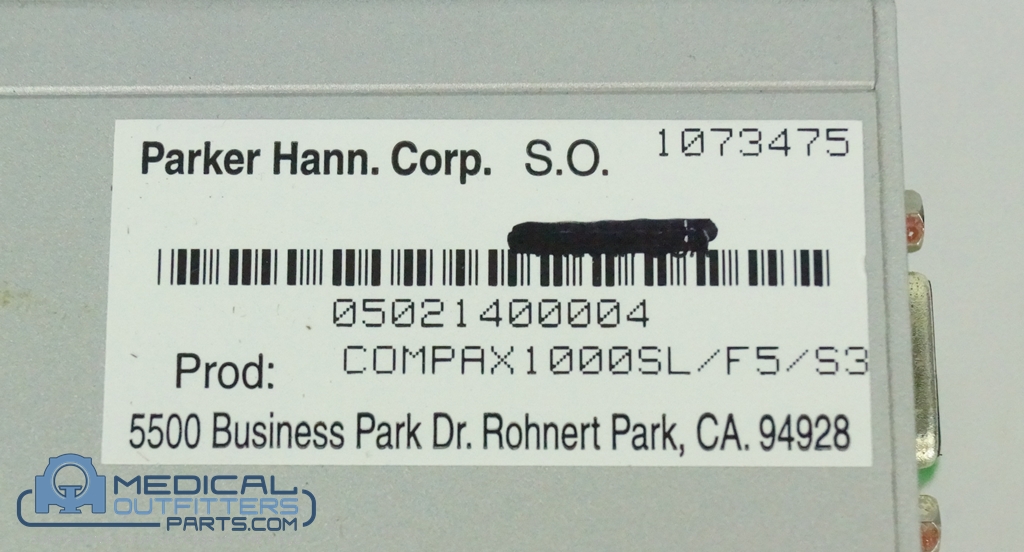 Parker Hann. Corp. S.O. 1073475
05021400004
Prod: COMPAX1000SL/F5/S3
5500 Business Park Dr. Rohnert Park, CA. 94928
MEDICAL
OUTFITTERS
PARTS.COM